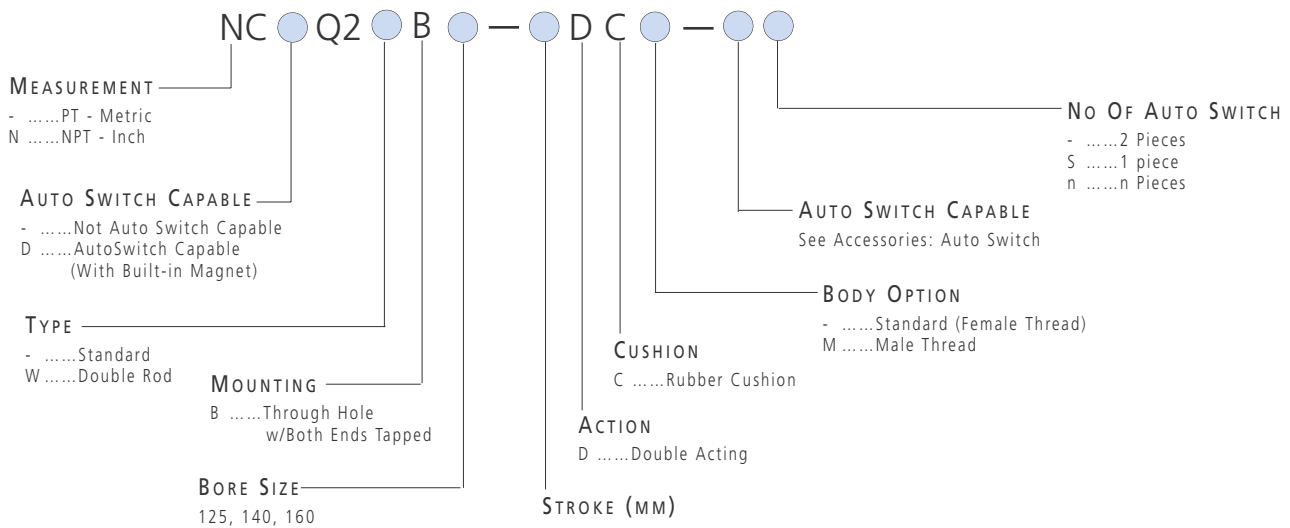 NC Q2 B — D C —
MEASUREMENT
- ......PT - Metric
N ......NPT - Inch
AUTO SWITCH CAPABLE
- ......Not Auto Switch Capable
D ......AutoSwitch Capable
(With Built-in Magnet)
TYPE
- ......Standard
W ......Double Rod
MOUNTING
B ......Through Hole
w/Both Ends Tapped
BORE SIZE
125, 140, 160
STROKE (MM)
ACTION
D ......Double Acting
CUSHION
C ......Rubber Cushion
BODY OPTION
- ......Standard (Female Thread)
M ......Male Thread
AUTO SWITCH CAPABLE
See Accessories: Auto Switch
NO OF AUTO SWITCH
- ......2 Pieces
S ......1 piece
n ......n Pieces